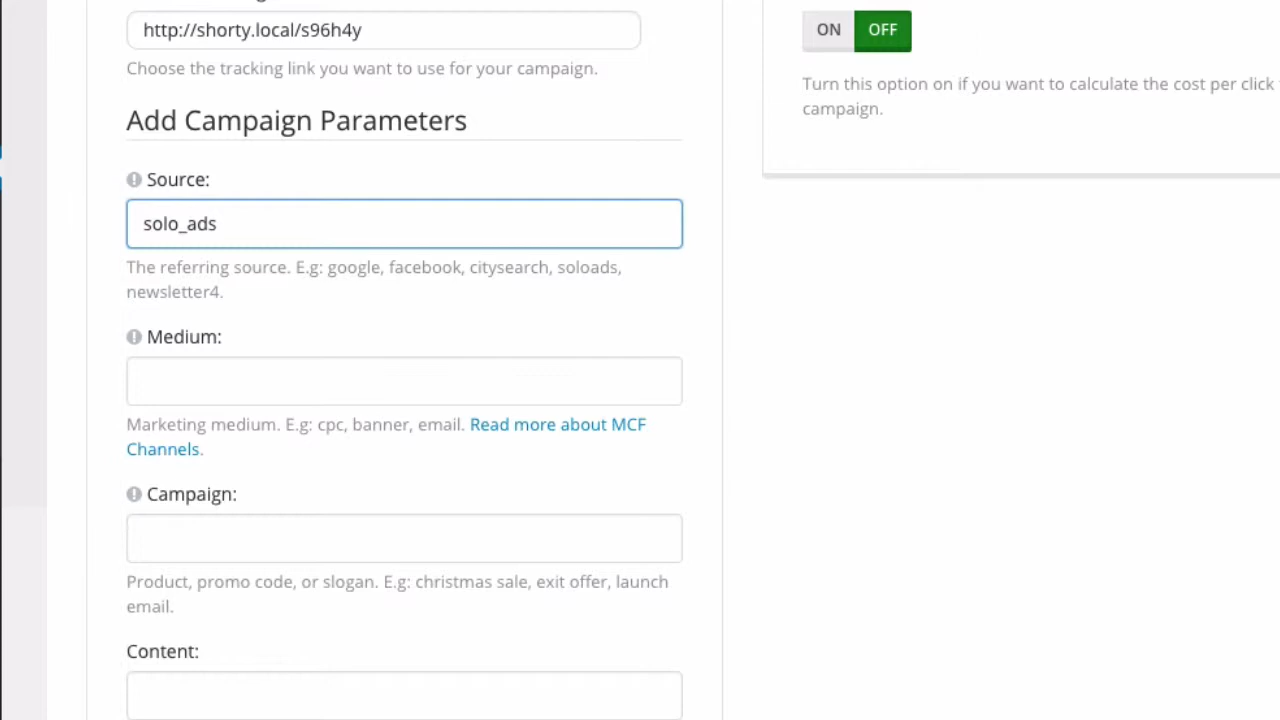 http://shorty.local/s96h4y
Choose the tracking link you want to use for your campaign.
Add Campaign Parameters
Source:
solo_ads
The referring source. E.g: google, facebook, citysearch, soloads,
newsletter4.
Medium:
Marketing medium. E.g: cpc, banner, email. Read more about MCF
Channels.
Campaign:
Product, promo code, or slogan. E.g: christmas sale, exit offer, launch
email.
Content:
ON OFF
Turn this option on if you want to calculate the cost per click
campaign.